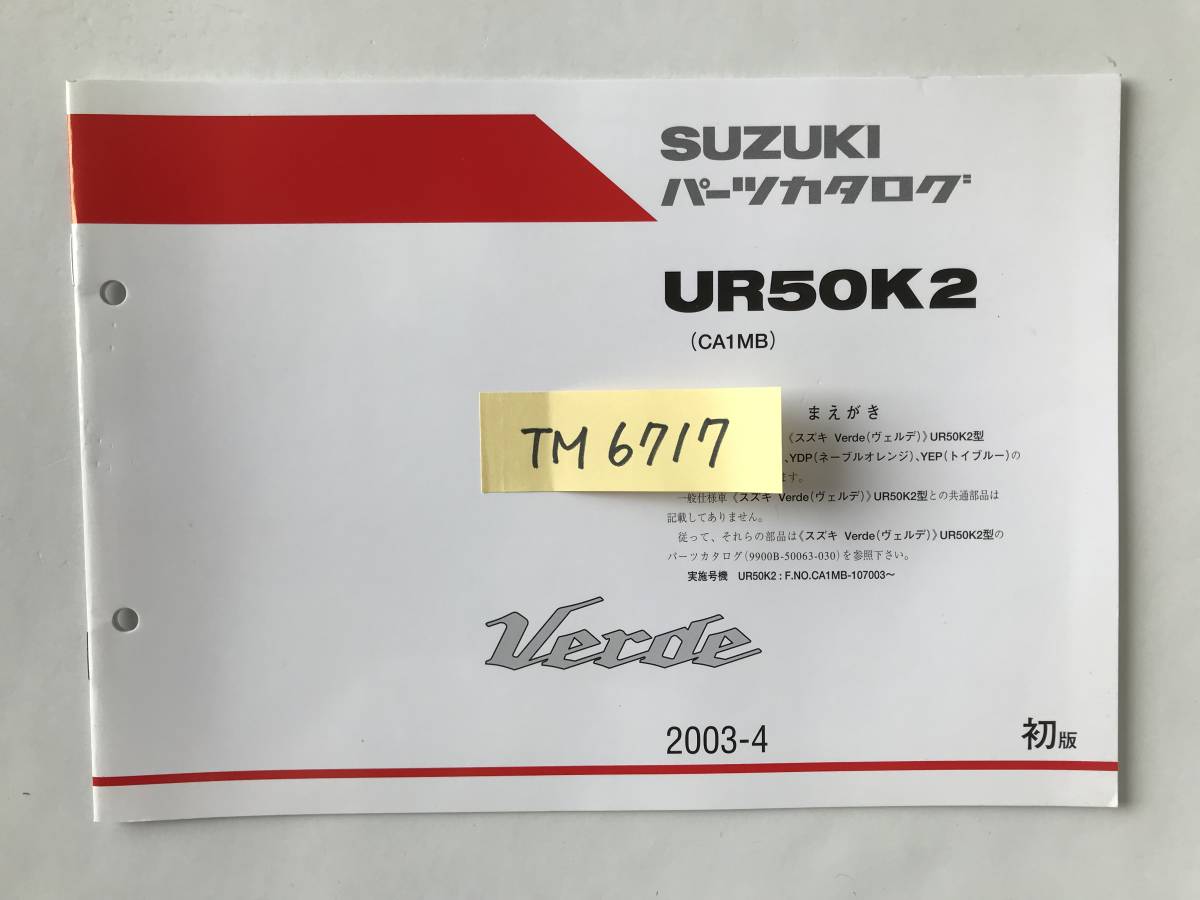 SUZUKI
パーツカタログ
UR50K2
(CA1MB)
まえがき
TM6717
《スズキ Verde(ヴェルデ)》UR50K2型
、YDP(ネーブルオレンジ)、YEP(トイブルー)の
ます。
一般仕様車《スズキ Verde(ヴェルデ)》UR50K2型との共通部品は
記載してありません。
従って、それらの部品は《スズキ Verde(ヴェルデ)》UR50K2型の
パーツカタログ(9900B-50063-030)を参照下さい。
実施号機 UR50K2:F.NO.CA1MB-107003〜
Verde
2003-4
初版